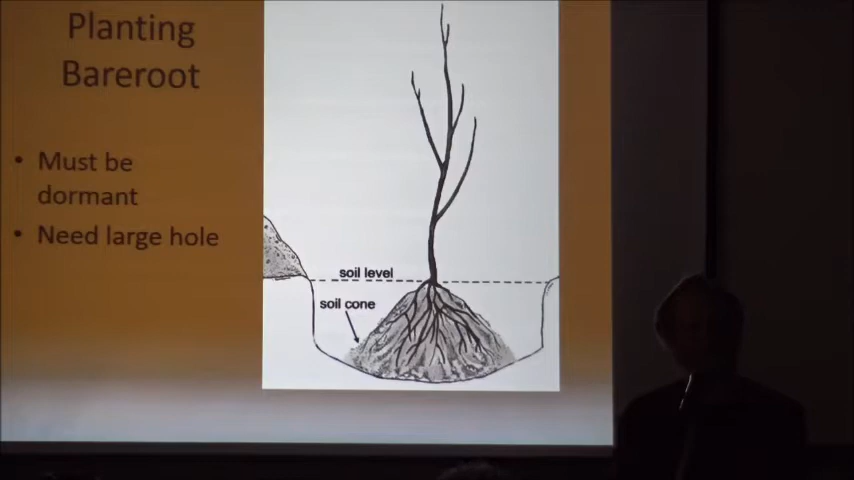 Planting
Bareroot
• Must be
dormant
• Need large hole
soil level
soil cone